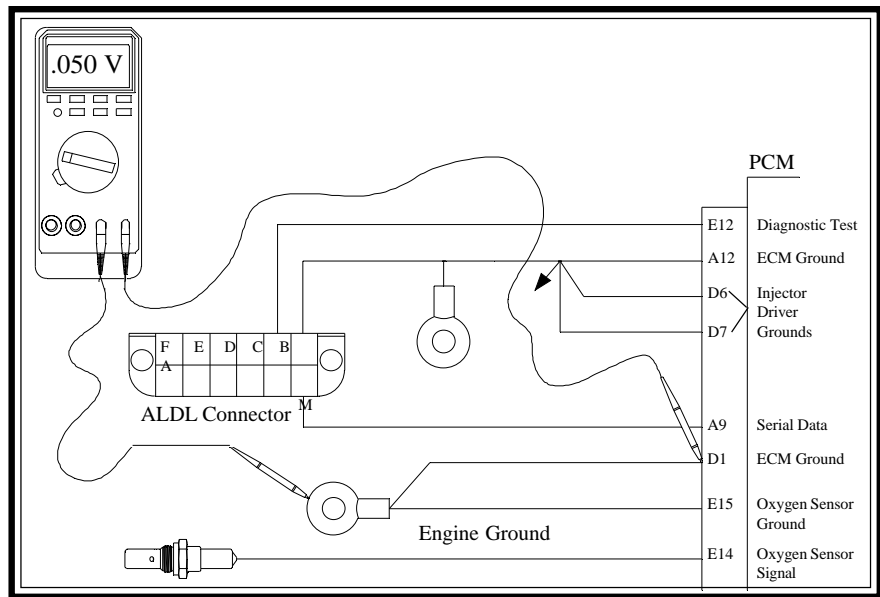 .050 V
PCM
E12 Diagnostic Test
A12 ECM Ground
D6 Injector
Driver
D7 Grounds
F E D C B
A
ALDL Connector M
A9 Serial Data
D1 ECM Ground
E15 Oxygen Sensor
Ground
Engine Ground
E14 Oxygen Sensor
Signal